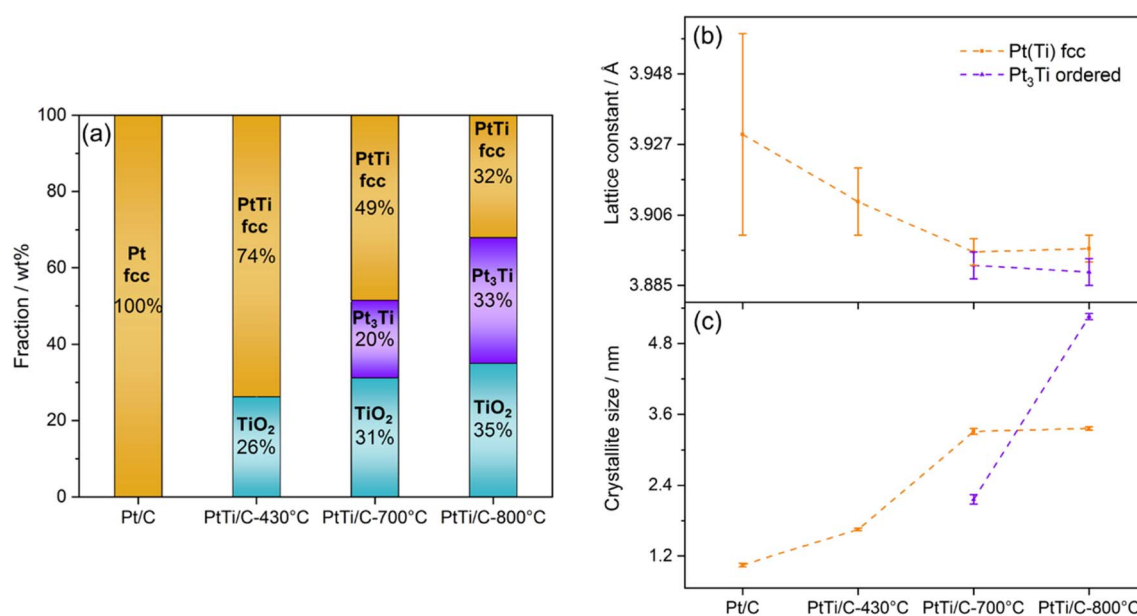 (a)
Fraction / wt%
100
80
60
40
20
0
Pt
fcc
100%
PtTi
fcc
74%
TiO₂
26%
PtTi
fcc
49%
Pt₃Ti
20%
TiO₂
31%
PtTi
fcc
32%
Pt₃Ti
33%
TiO₂
35%
Pt/C
PtTi/C-430°C
PtTi/C-700°C
PtTi/C-800°C
(b)
Lattice constant / Å
3.948
3.927
3.906
3.885
Pt(Ti) fcc
Pt₃Ti ordered
(c)
Crystallite size / nm
4.8
3.6
2.4
1.2
Pt/C
PtTi/C-430°C
PtTi/C-700°C
PtTi/C-800°C